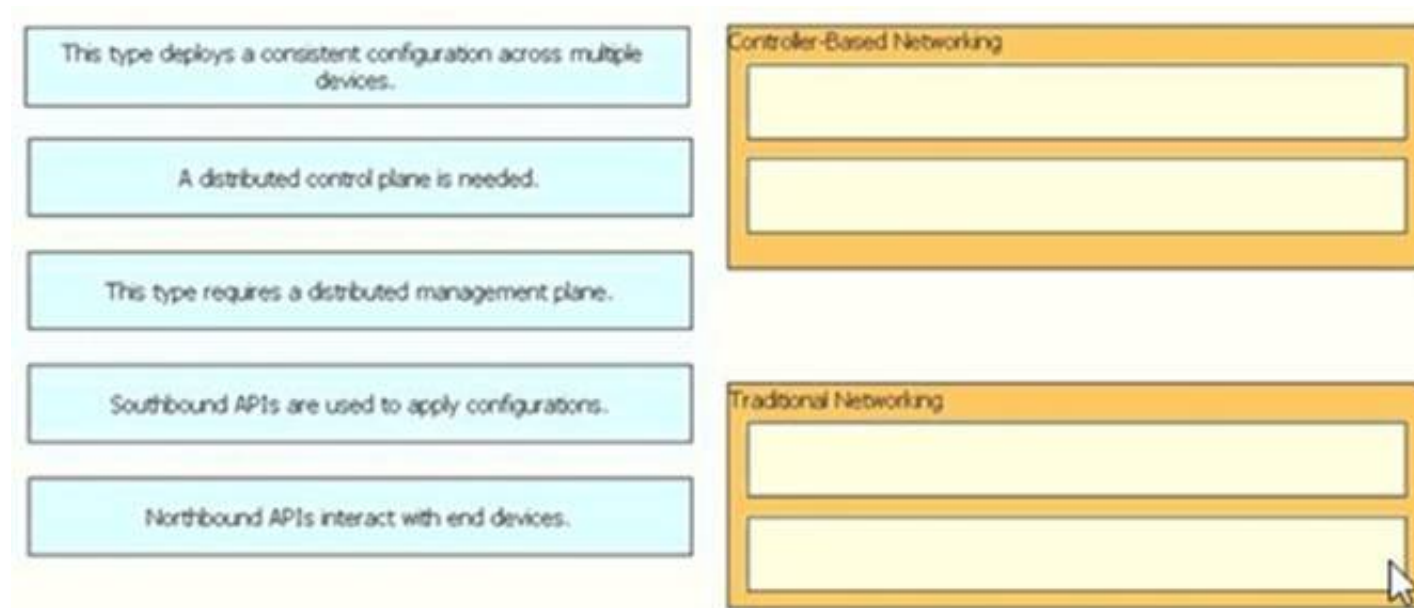 This type deploys a consistent configuration across multiple
devices.
A distributed control plane is needed.
This type requires a distributed management plane.
Southbound APIs are used to apply configurations.
Northbound APIs interact with end devices.
Controller-Based Networking
Traditional Networking